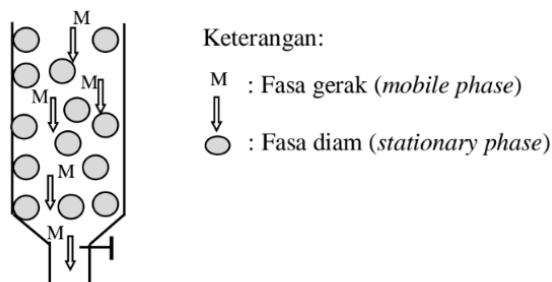 M
Keterangan:
M : Fasa gerak (mobile phase)
M
M
: Fasa diam (stationary phase)
M
M